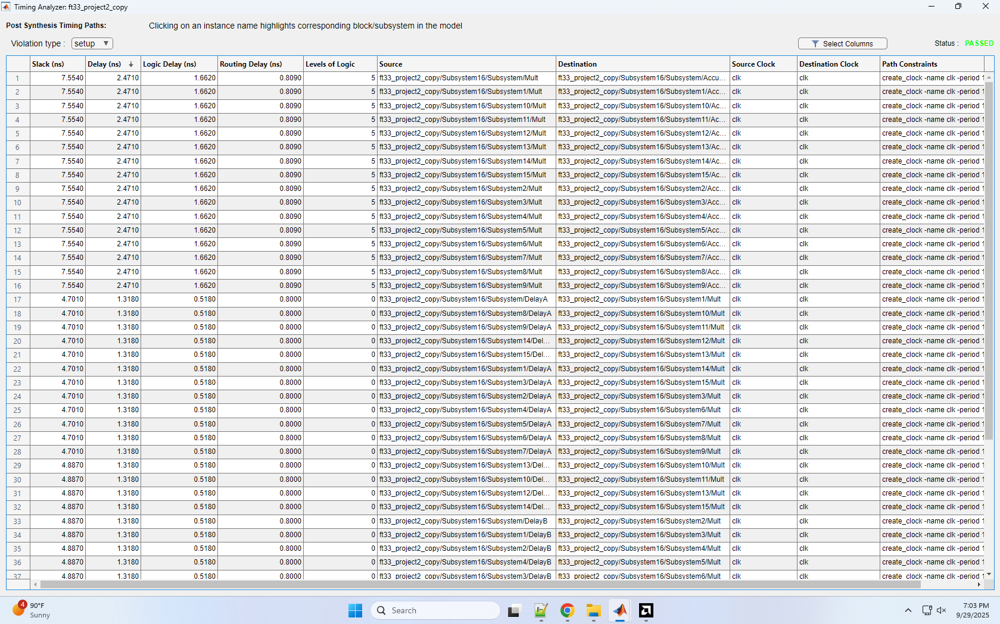 Timing Analyzer: ft33_project2_copy
Post Synthesis Timing Paths: Clicking on an instance name highlights corresponding block/subsystem in the model
Violation type : setup Select Columns Status : PASSED
Slack (ns) Delay (ns) Logic Delay (ns) Routing Delay (ns) Levels of Logic Source Destination Source Clock Destination Clock Path Constraints
1 7.5540 2.4710 1.6620 0.8090 5 ft33_project2_copy/Subsystem16/Subsystem/Mult ft33_project2_copy/Subsystem16/Subsystem/Accu... clk clk create_clock -name clk -period 1
2 7.5540 2.4710 1.6620 0.8090 5 ft33_project2_copy/Subsystem16/Subsystem1/Mult ft33_project2_copy/Subsystem16/Subsystem1/Acc... clk clk create_clock -name clk -period 1
3 7.5540 2.4710 1.6620 0.8090 5 ft33_project2_copy/Subsystem16/Subsystem10/Mult ft33_project2_copy/Subsystem16/Subsystem10/Ac... clk clk create_clock -name clk -period 1
4 7.5540 2.4710 1.6620 0.8090 5 ft33_project2_copy/Subsystem16/Subsystem11/Mult ft33_project2_copy/Subsystem16/Subsystem11/Ac... clk clk create_clock -name clk -period 1
5 7.5540 2.4710 1.6620 0.8090 5 ft33_project2_copy/Subsystem16/Subsystem12/Mult ft33_project2_copy/Subsystem16/Subsystem12/Ac... clk clk create_clock -name clk -period 1
6 7.5540 2.4710 1.6620 0.8090 5 ft33_project2_copy/Subsystem16/Subsystem13/Mult ft33_project2_copy/Subsystem16/Subsystem13/Ac... clk clk create_clock -name clk -period 1
7 7.5540 2.4710 1.6620 0.8090 5 ft33_project2_copy/Subsystem16/Subsystem14/Mult ft33_project2_copy/Subsystem16/Subsystem14/Ac... clk clk create_clock -name clk -period 1
8 7.5540 2.4710 1.6620 0.8090 5 ft33_project2_copy/Subsystem16/Subsystem15/Mult ft33_project2_copy/Subsystem16/Subsystem15/Ac... clk clk create_clock -name clk -period 1
9 7.5540 2.4710 1.6620 0.8090 5 ft33_project2_copy/Subsystem16/Subsystem2/Mult ft33_project2_copy/Subsystem16/Subsystem2/Acc... clk clk create_clock -name clk -period 1
10 7.5540 2.4710 1.6620 0.8090 5 ft33_project2_copy/Subsystem16/Subsystem3/Mult ft33_project2_copy/Subsystem16/Subsystem3/Acc... clk clk create_clock -name clk -period 1
11 7.5540 2.4710 1.6620 0.8090 5 ft33_project2_copy/Subsystem16/Subsystem4/Mult ft33_project2_copy/Subsystem16/Subsystem4/Acc... clk clk create_clock -name clk -period 1
12 7.5540 2.4710 1.6620 0.8090 5 ft33_project2_copy/Subsystem16/Subsystem5/Mult ft33_project2_copy/Subsystem16/Subsystem5/Acc... clk clk create_clock -name clk -period 1
13 7.5540 2.4710 1.6620 0.8090 5 ft33_project2_copy/Subsystem16/Subsystem6/Mult ft33_project2_copy/Subsystem16/Subsystem6/Acc... clk clk create_clock -name clk -period 1
14 7.5540 2.4710 1.6620 0.8090 5 ft33_project2_copy/Subsystem16/Subsystem7/Mult ft33_project2_copy/Subsystem16/Subsystem7/Acc... clk clk create_clock -name clk -period 1
15 7.5540 2.4710 1.6620 0.8090 5 ft33_project2_copy/Subsystem16/Subsystem8/Mult ft33_project2_copy/Subsystem16/Subsystem8/Acc... clk clk create_clock -name clk -period 1
16 7.5540 2.4710 1.6620 0.8090 5 ft33_project2_copy/Subsystem16/Subsystem9/Mult ft33_project2_copy/Subsystem16/Subsystem9/Acc... clk clk create_clock -name clk -period 1
17 4.7010 1.3180 0.5180 0.8000 0 ft33_project2_copy/Subsystem16/Subsystem/DelayA ft33_project2_copy/Subsystem16/Subsystem1/Mult clk clk create_clock -name clk -period 1
18 4.7010 1.3180 0.5180 0.8000 0 ft33_project2_copy/Subsystem16/Subsystem8/DelayA ft33_project2_copy/Subsystem16/Subsystem10/Mult clk clk create_clock -name clk -period 1
19 4.7010 1.3180 0.5180 0.8000 0 ft33_project2_copy/Subsystem16/Subsystem9/DelayA ft33_project2_copy/Subsystem16/Subsystem11/Mult clk clk create_clock -name clk -period 1
20 4.7010 1.3180 0.5180 0.8000 0 ft33_project2_copy/Subsystem16/Subsystem14/Del... ft33_project2_copy/Subsystem16/Subsystem12/Mult clk clk create_clock -name clk -period 1
21 4.7010 1.3180 0.5180 0.8000 0 ft33_project2_copy/Subsystem16/Subsystem15/Del... ft33_project2_copy/Subsystem16/Subsystem13/Mult clk clk create_clock -name clk -period 1
22 4.7010 1.3180 0.5180 0.8000 0 ft33_project2_copy/Subsystem16/Subsystem1/DelayA ft33_project2_copy/Subsystem16/Subsystem14/Mult clk clk create_clock -name clk -period 1
23 4.7010 1.3180 0.5180 0.8000 0 ft33_project2_copy/Subsystem16/Subsystem3/DelayA ft33_project2_copy/Subsystem16/Subsystem15/Mult clk clk create_clock -name clk -period 1
24 4.7010 1.3180 0.5180 0.8000 0 ft33_project2_copy/Subsystem16/Subsystem2/DelayA ft33_project2_copy/Subsystem16/Subsystem3/Mult clk clk create_clock -name clk -period 1
25 4.7010 1.3180 0.5180 0.8000 0 ft33_project2_copy/Subsystem16/Subsystem4/DelayA ft33_project2_copy/Subsystem16/Subsystem6/Mult clk clk create_clock -name clk -period 1
26 4.7010 1.3180 0.5180 0.8000 0 ft33_project2_copy/Subsystem16/Subsystem5/DelayA ft33_project2_copy/Subsystem16/Subsystem7/Mult clk clk create_clock -name clk -period 1
27 4.7010 1.3180 0.5180 0.8000 0 ft33_project2_copy/Subsystem16/Subsystem6/DelayA ft33_project2_copy/Subsystem16/Subsystem8/Mult clk clk create_clock -name clk -period 1
28 4.7010 1.3180 0.5180 0.8000 0 ft33_project2_copy/Subsystem16/Subsystem7/DelayA ft33_project2_copy/Subsystem16/Subsystem9/Mult clk clk create_clock -name clk -period 1
29 4.8870 1.3180 0.5180 0.8000 0 ft33_project2_copy/Subsystem16/Subsystem13/Del... ft33_project2_copy/Subsystem16/Subsystem10/Mult clk clk create_clock -name clk -period 1
30 4.8870 1.3180 0.5180 0.8000 0 ft33_project2_copy/Subsystem16/Subsystem10/Del... ft33_project2_copy/Subsystem16/Subsystem11/Mult clk clk create_clock -name clk -period 1
31 4.8870 1.3180 0.5180 0.8000 0 ft33_project2_copy/Subsystem16/Subsystem12/Del... ft33_project2_copy/Subsystem16/Subsystem13/Mult clk clk create_clock -name clk -period 1
32 4.8870 1.3180 0.5180 0.8000 0 ft33_project2_copy/Subsystem16/Subsystem14/Del... ft33_project2_copy/Subsystem16/Subsystem15/Mult clk clk create_clock -name clk -period 1
33 4.8870 1.3180 0.5180 0.8000 0 ft33_project2_copy/Subsystem16/Subsystem/DelayB ft33_project2_copy/Subsystem16/Subsystem2/Mult clk clk create_clock -name clk -period 1
34 4.8870 1.3180 0.5180 0.8000 0 ft33_project2_copy/Subsystem16/Subsystem1/DelayB ft33_project2_copy/Subsystem16/Subsystem3/Mult clk clk create_clock -name clk -period 1
35 4.8870 1.3180 0.5180 0.8000 0 ft33_project2_copy/Subsystem16/Subsystem2/DelayB ft33_project2_copy/Subsystem16/Subsystem4/Mult clk clk create_clock -name clk -period 1
36 4.8870 1.3180 0.5180 0.8000 0 ft33_project2_copy/Subsystem16/Subsystem4/DelayB ft33_project2_copy/Subsystem16/Subsystem5/Mult clk clk create_clock -name clk -period 1
37 4.8870 1.3180 0.5180 0.8000 0 ft33_project2_copy/Subsystem16/Subsystem3/DelayB ft33_project2_copy/Subsystem16/Subsystem6/Mult clk clk create_clock -name clk -period 1
4 90°F
Sunny
Search
7:03 PM
9/29/2025